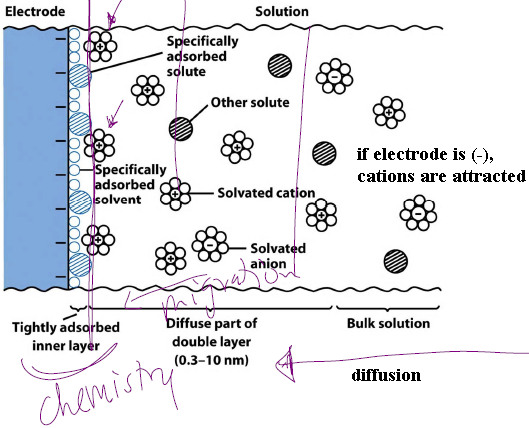 Electrode
Solution
Specifically
adsorbed
solute
Other solute
if electrode is (-),
cations are attracted
Specifically
adsorbed
solvent
Solvated cation
Solvated
anion
migration
Tightly adsorbed
inner layer
Diffuse part of
double layer
(0.3–10 nm)
Bulk solution
chemistry
diffusion